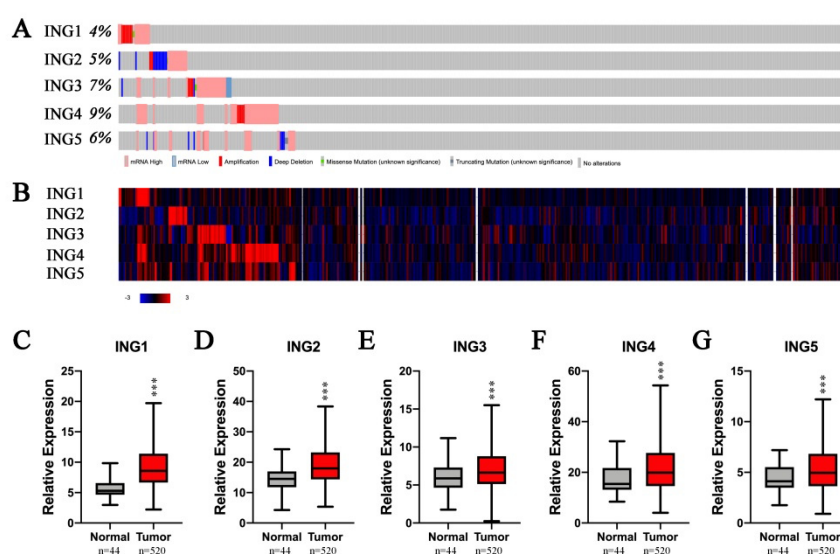 A
ING1 4%
ING2 5%
ING3 7%
ING4 9%
ING5 6%
mRNA High mRNA Low Amplification Deep Deletion Missense Mutation (unknown significance) Truncating Mutation (unknown significance) No alterations
B
ING1
ING2
ING3
ING4
ING5
-3 3
C
ING1
Relative Expression
25
20
15
10
5
0
***
Normal Tumor
n=44 n=520
D
ING2
Relative Expression
50
40
30
20
10
0
***
Normal Tumor
n=44 n=520
E
ING3
Relative Expression
20
15
10
5
0
***
Normal Tumor
n=44 n=520
F
ING4
Relative Expression
60
40
20
0
***
Normal Tumor
n=44 n=520
G
ING5
Relative Expression
15
10
5
0
***
Normal Tumor
n=44 n=520